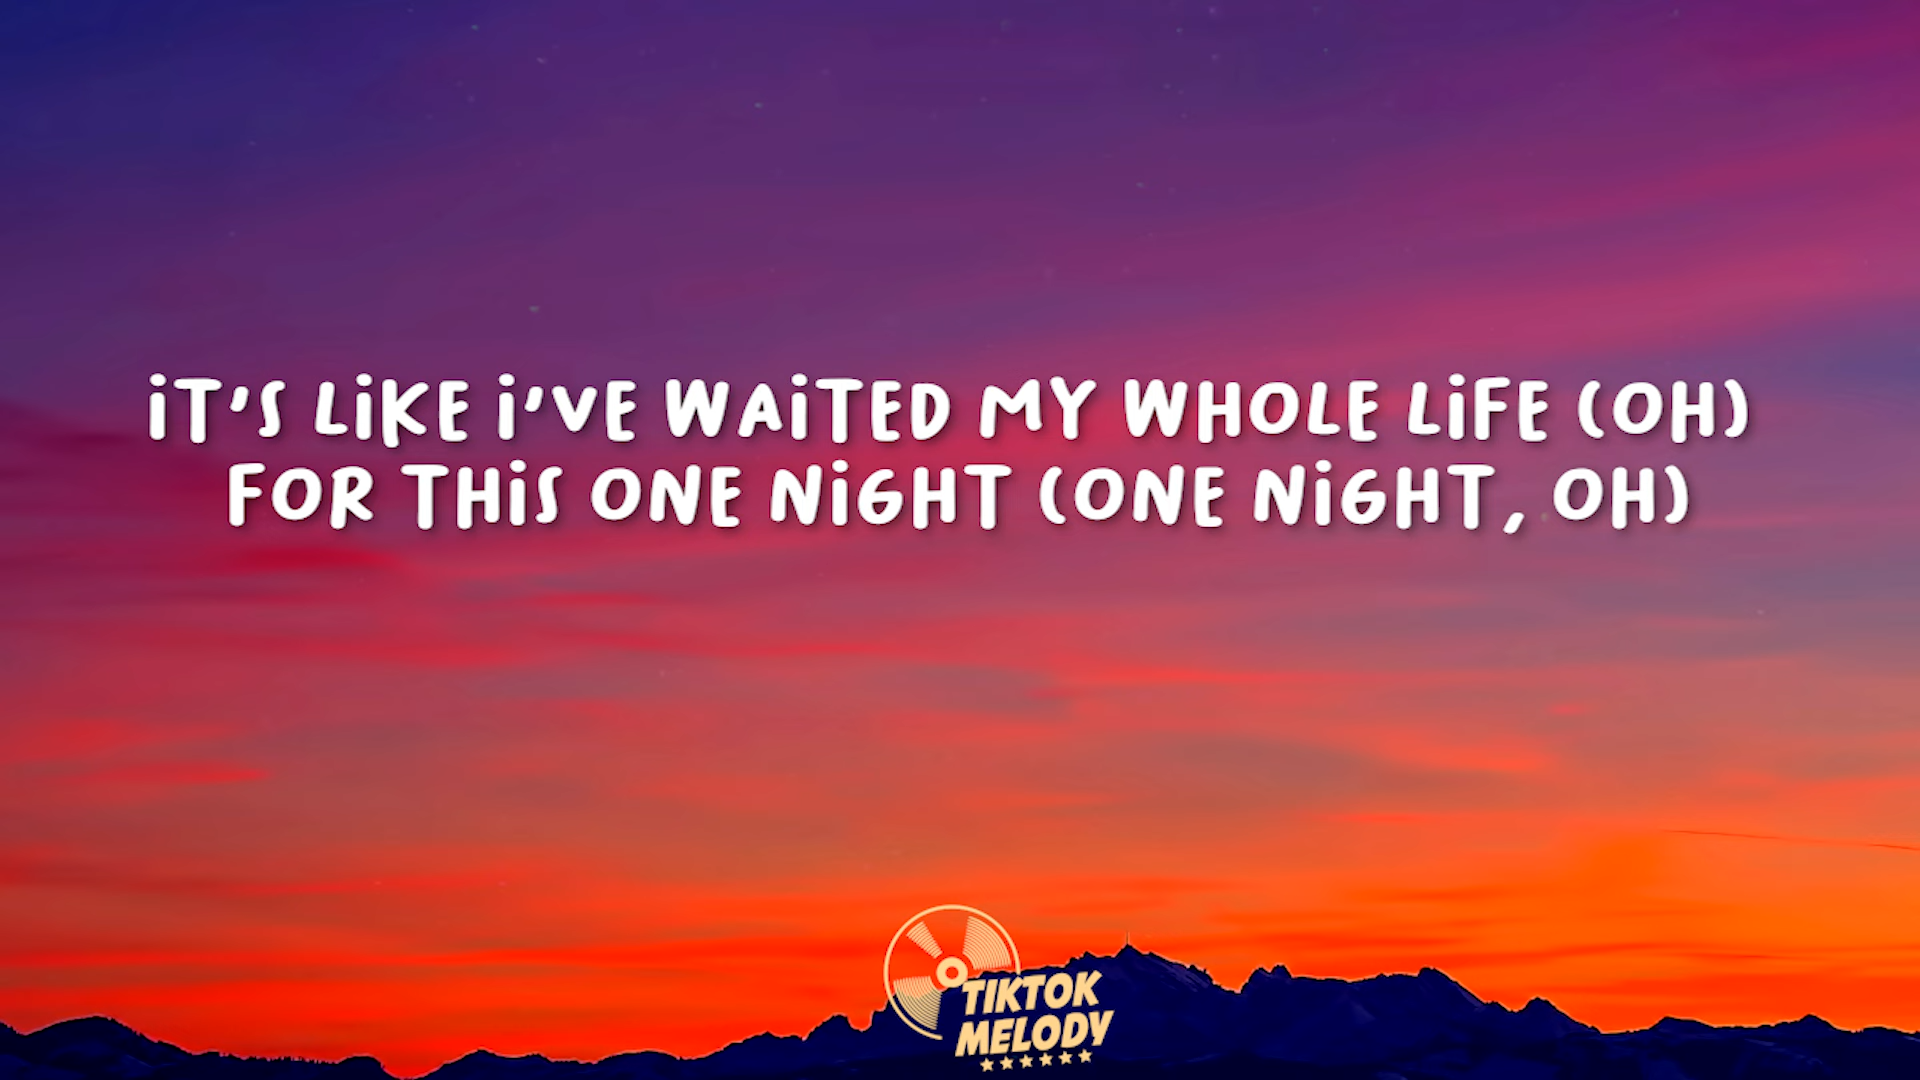 iT'S LiKE i'VE WAiTED MY WHOLE LiFE (OH)
FOR THiS ONE NiGHT (ONE NiGHT, OH)
TIKTOK
MELODY